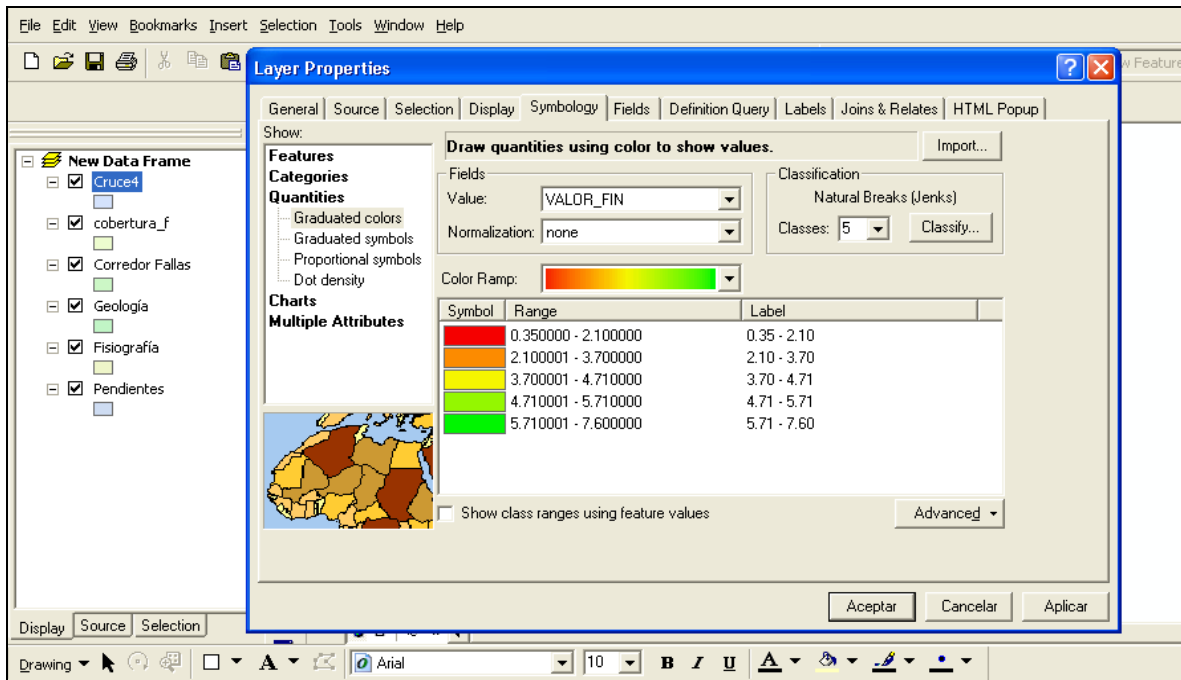 File Edit View Bookmarks Insert Selection Tools Window Help
Layer Properties
w Feature
General Source Selection Display Symbology Fields Definition Query Labels Joins & Relates HTML Popup
Show:
Features
Categories
Quantities
Graduated colors
Graduated symbols
Proportional symbols
Dot density
Charts
Multiple Attributes
Draw quantities using color to show values.
Import...
Fields
Value: VALOR_FIN
Normalization: none
Classification
Natural Breaks (Jenks)
Classes: 5 Classify...
Color Ramp:
Symbol Range Label
0.350000 - 2.100000 0.35 - 2.10
2.100001 - 3.700000 2.10 - 3.70
3.700001 - 4.710000 3.70 - 4.71
4.710001 - 5.710000 4.71 - 5.71
5.710001 - 7.600000 5.71 - 7.60
Show class ranges using feature values
Advanced
Aceptar Cancelar Aplicar
New Data Frame
Cruce4
cobertura_f
Corredor Fallas
Geología
Fisiografía
Pendientes
Display Source Selection
Drawing A Arial 10 B I U A